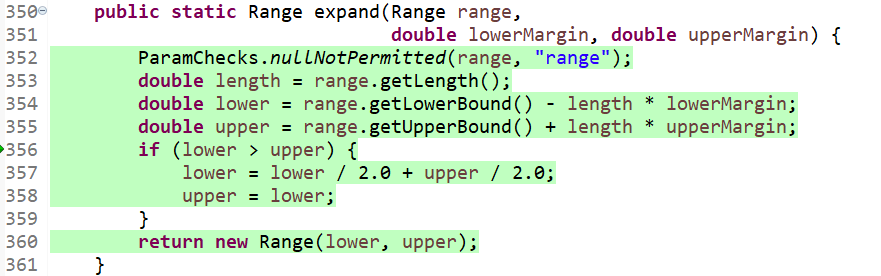 350 public static Range expand(Range range,
351 double lowerMargin, double upperMargin) {
352 ParamChecks.nullNotPermitted(range, "range");
353 double length = range.getLength();
354 double lower = range.getLowerBound() - length * lowerMargin;
355 double upper = range.getUpperBound() + length * upperMargin;
356 if (lower > upper) {
357 lower = lower / 2.0 + upper / 2.0;
358 upper = lower;
359 }
360 return new Range(lower, upper);
361 }